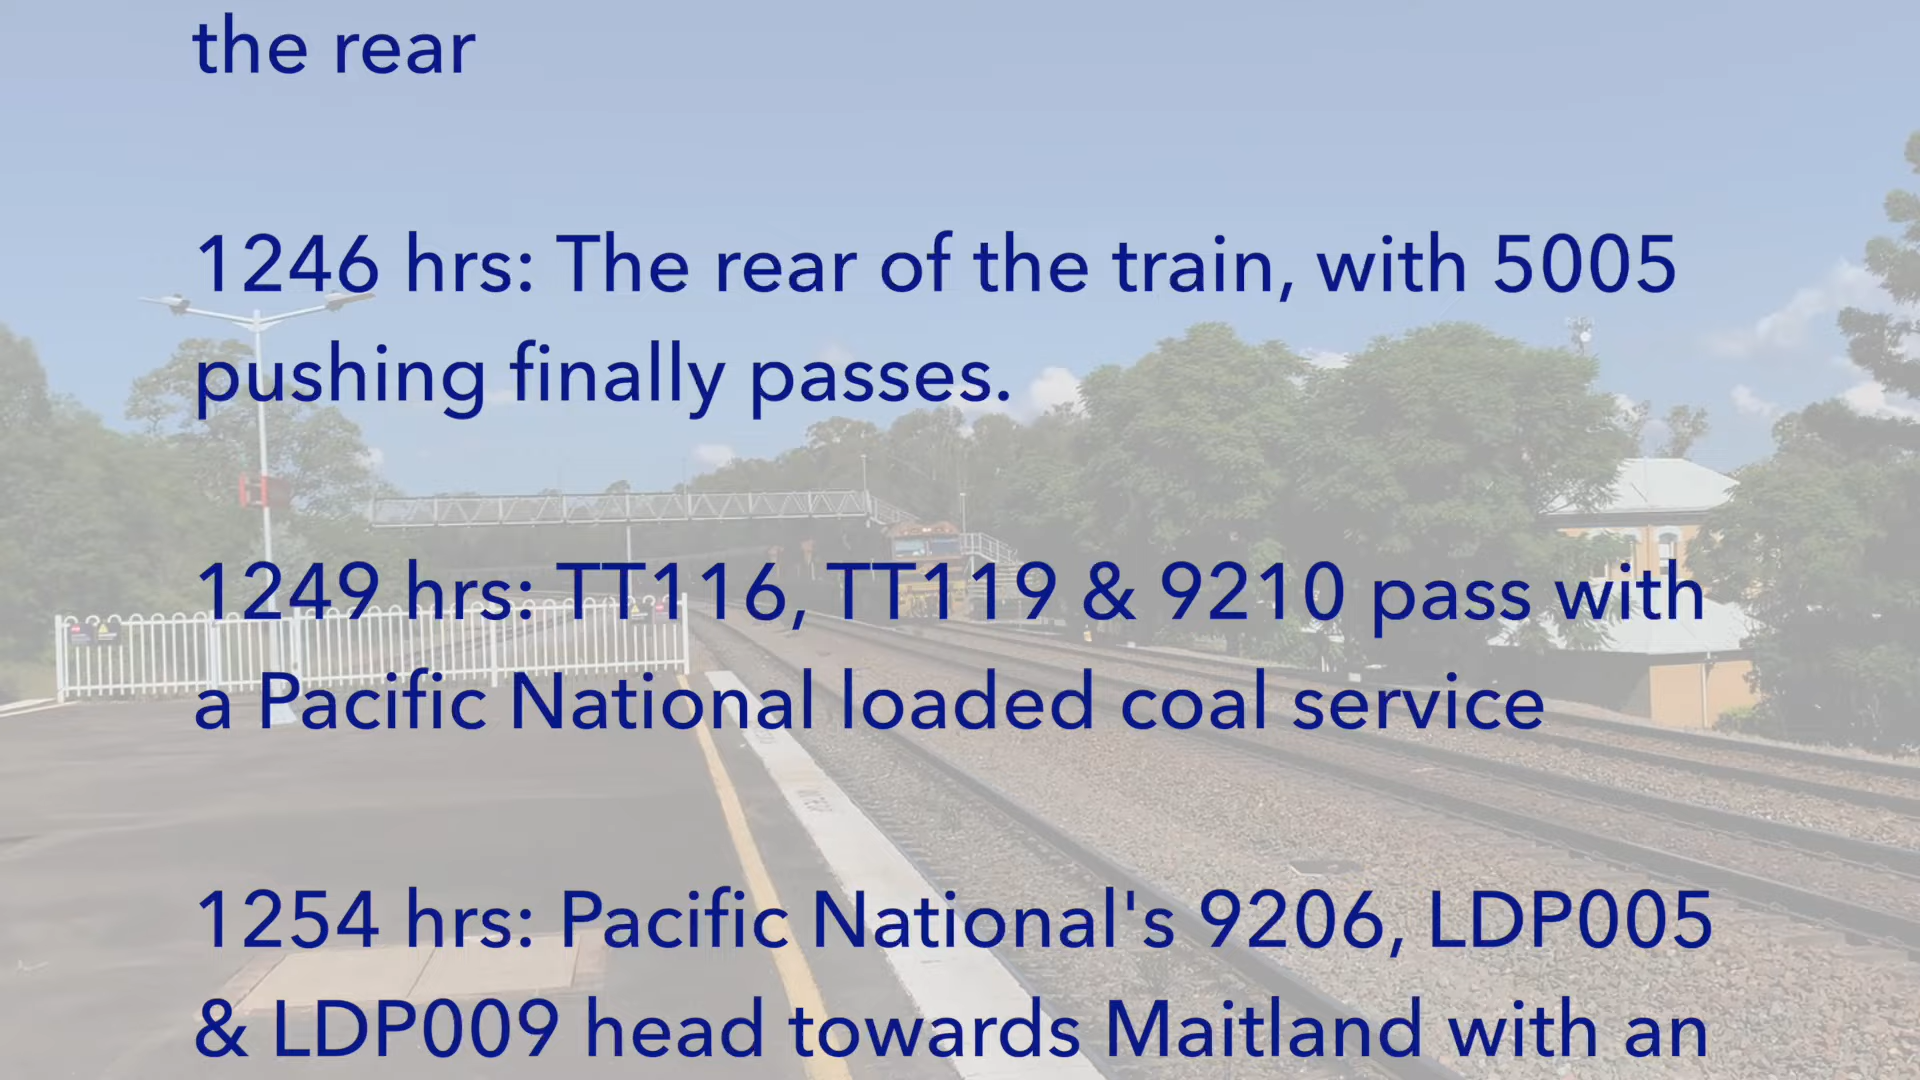 the rear
1246 hrs: The rear of the train, with 5005
pushing finally passes.
1249 hrs: TT116, TT119 & 9210 pass with
a Pacific National loaded coal service
1254 hrs: Pacific National's 9206, LDP005
& LDP009 head towards Maitland with an